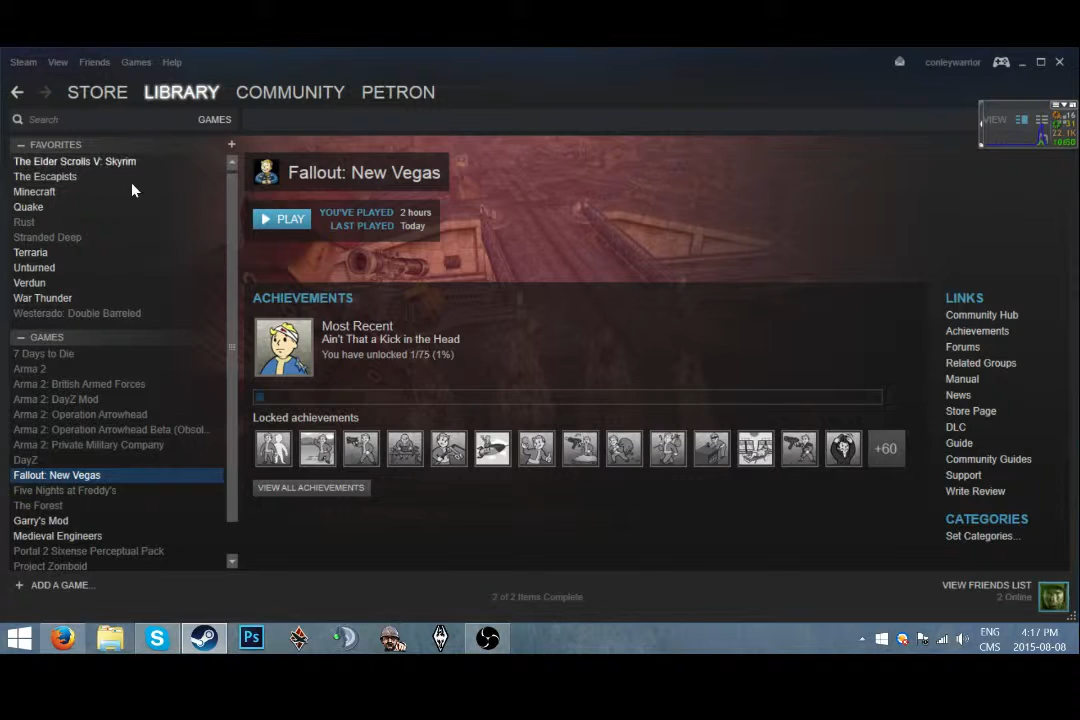 Steam View Friends Games Help
conleywarrior
STORE LIBRARY COMMUNITY PETRON
Search GAMES
VIEW
FAVORITES
The Elder Scrolls V: Skyrim
The Escapists
Minecraft
Quake
Rust
Stranded Deep
Terraria
Unturned
Verdun
War Thunder
Westerado: Double Barreled
GAMES
7 Days to Die
Arma 2
Arma 2: British Armed Forces
Arma 2: DayZ Mod
Arma 2: Operation Arrowhead
Arma 2: Operation Arrowhead Beta (Obsol...
Arma 2: Private Military Company
DayZ
Fallout: New Vegas
Five Nights at Freddy's
The Forest
Garry's Mod
Medieval Engineers
Portal 2 Sixense Perceptual Pack
Project Zomboid
+ ADD A GAME...
Fallout: New Vegas
PLAY
YOU'VE PLAYED 2 hours
LAST PLAYED Today
ACHIEVEMENTS
Most Recent
Ain't That a Kick in the Head
You have unlocked 1/75 (1%)
Locked achievements
+60
VIEW ALL ACHIEVEMENTS
LINKS
Community Hub
Achievements
Forums
Related Groups
Manual
News
Store Page
DLC
Guide
Community Guides
Support
Write Review
CATEGORIES
Set Categories...
2 of 2 Items Complete
VIEW FRIENDS LIST
2 Online
Ps
ENG
CMS
4:17 PM
2015-08-08